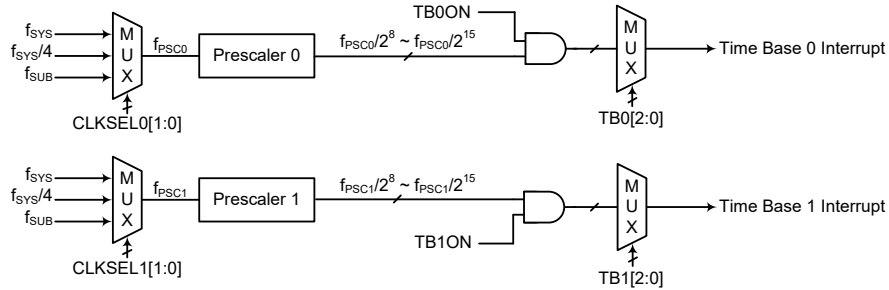 TB0ON
fSYS
fSYS/4
fSUB
M
U
X
fPSC0
Prescaler 0
fPSC0/2^8 ~ fPSC0/2^15
M
U
X
Time Base 0 Interrupt
CLKSEL0[1:0]
TB0[2:0]
fSYS
fSYS/4
fSUB
M
U
X
fPSC1
Prescaler 1
fPSC1/2^8 ~ fPSC1/2^15
TB1ON
M
U
X
Time Base 1 Interrupt
CLKSEL1[1:0]
TB1[2:0]